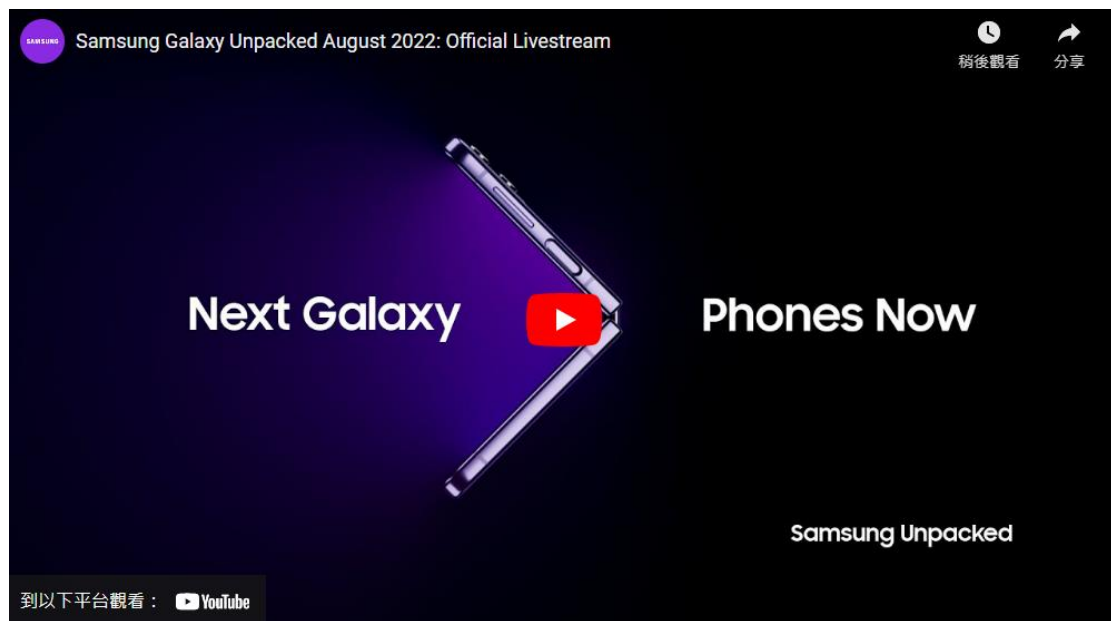 SAMSUNG
Samsung Galaxy Unpacked August 2022: Official Livestream
稍後觀看
分享
Next Galaxy
Phones Now
Samsung Unpacked
到以下平台觀看：
YouTube